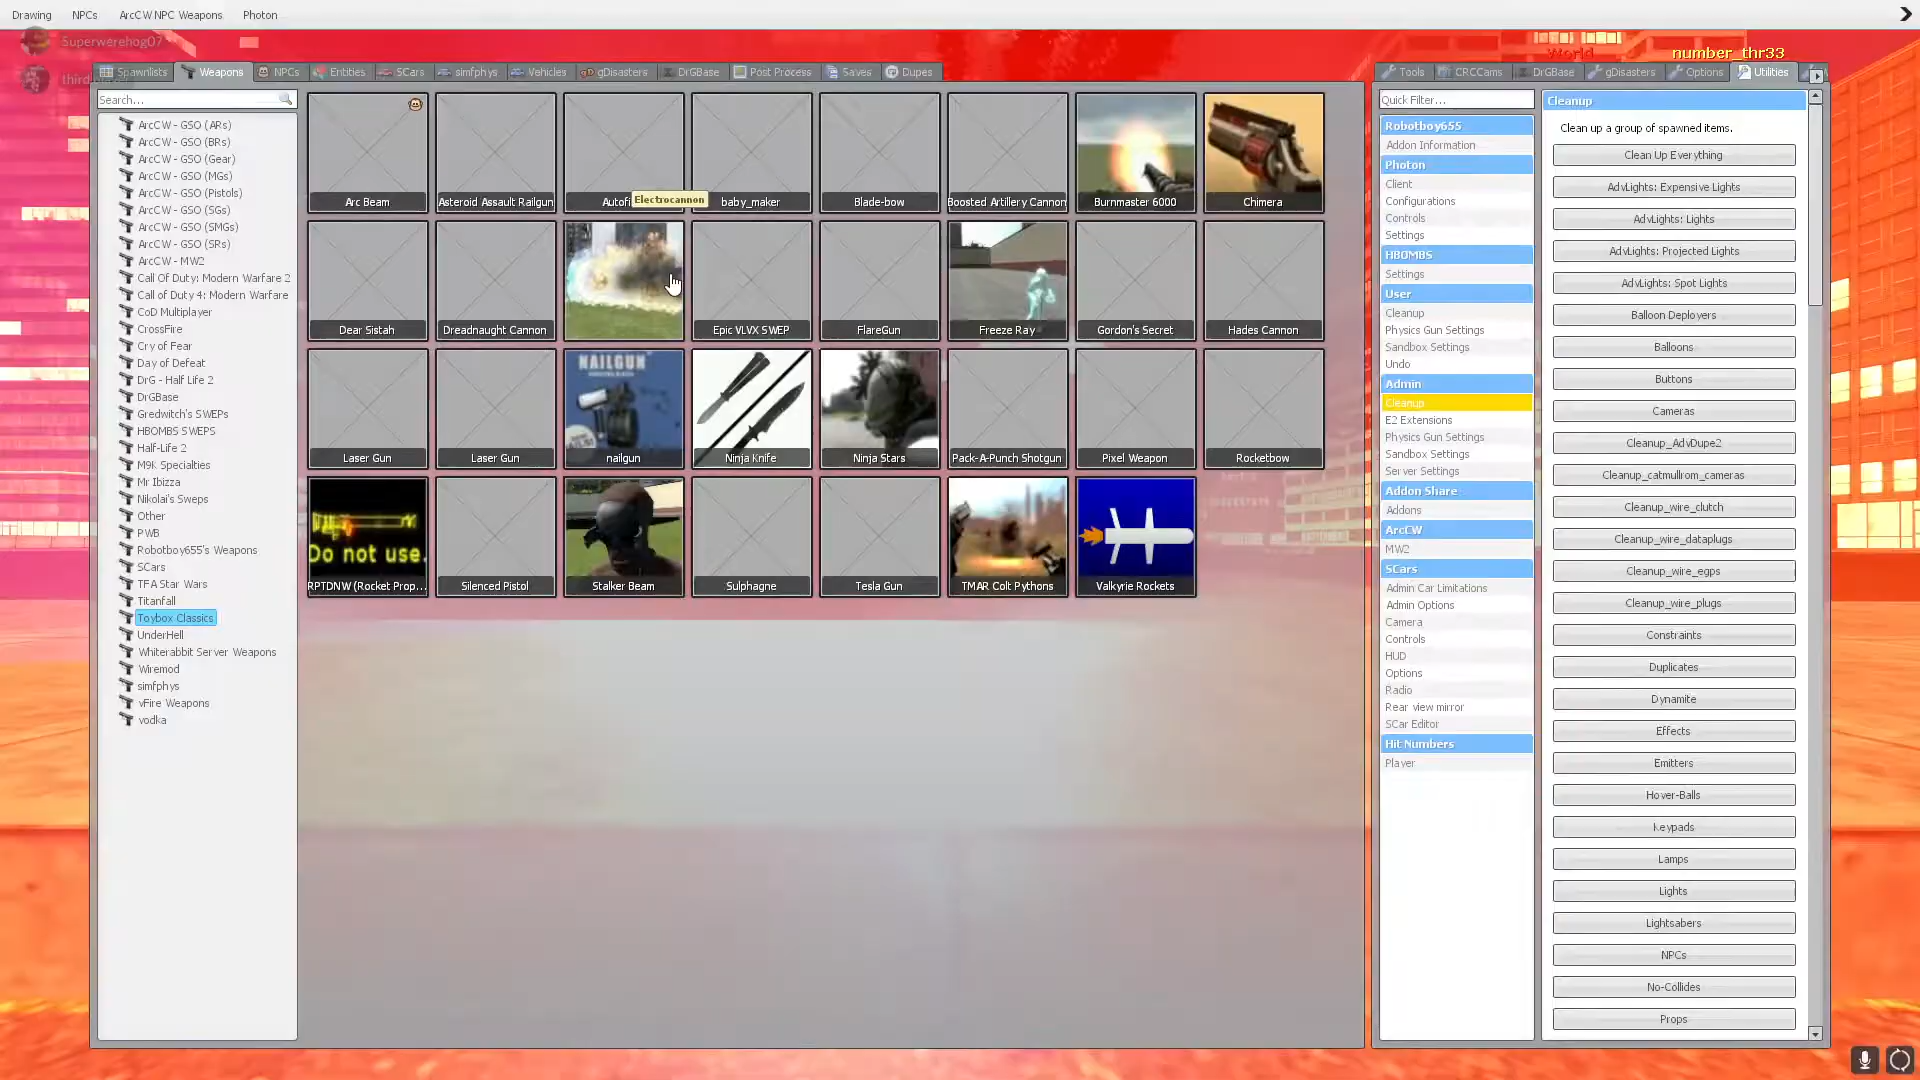 Drawing NPCs ArcCW NPC Weapons Photon
Superwerehog07
World
number_thr33
Spawnlists Weapons NPCs Entities SCars simfphys Vehicles gDisasters DrGBase Post Process Saves Dupes
Tools CRCCams DrGBase gDisasters Options Utilities
Search...
ArcCW - GSO (ARs)
ArcCW - GSO (BRs)
ArcCW - GSO (Gear)
ArcCW - GSO (MGs)
ArcCW - GSO (Pistols)
ArcCW - GSO (SGs)
ArcCW - GSO (SMGs)
ArcCW - GSO (SRs)
ArcCW - MW2
Call Of Duty: Modern Warfare 2
Call of Duty 4: Modern Warfare
CoD Multiplayer
CrossFire
Cry of Fear
Day of Defeat
DrG - Half Life 2
DrGBase
Gredwitch's SWEPs
HBOMBS SWEPS
Half-Life 2
M9K Specialties
Mr Ibizza
Nikolai's Sweps
Other
PWB
Robotboy655's Weapons
SCars
TFA Star Wars
Titanfall
Toybox Classics
UnderHell
Whiterabbit Server Weapons
Wiremod
simfphys
vFire Weapons
vodka
Electrocannon
Arc Beam
Asteroid Assault Railgun
baby_maker
Blade-bow
Boosted Artillery Cannon
Burnmaster 6000
Chimera
Dear Sistah
Dreadnaught Cannon
Epic VLVX SWEP
FlareGun
Freeze Ray
Gordon's Secret
Hades Cannon
Laser Gun
Laser Gun
NAILGUN
nailgun
Ninja Knife
Ninja Stars
Pack-A-Punch Shotgun
Pixel Weapon
Rocketbow
Do not use.
RPTDNW (Rocket Prop...
Silenced Pistol
Stalker Beam
Sulphagne
Tesla Gun
TMAR Colt Pythons
Valkyrie Rockets
Quick Filter...
Robotboy655
Addon Information
Photon
Client
Configurations
Controls
Settings
HBOMBS
Settings
User
Cleanup
Physics Gun Settings
Sandbox Settings
Undo
Admin
Cleanup
E2 Extensions
Physics Gun Settings
Sandbox Settings
Server Settings
Addon Share
Addons
ArcCW
MW2
SCars
Admin Car Limitations
Admin Options
Camera
Controls
HUD
Options
Radio
Rear view mirror
SCar Editor
Hit Numbers
Player
Cleanup
Clean up a group of spawned items.
Clean Up Everything
AdvLights: Expensive Lights
AdvLights: Lights
AdvLights: Projected Lights
AdvLights: Spot Lights
Balloon Deployers
Balloons
Buttons
Cameras
Cleanup_AdvDupe2
Cleanup_catmullrom_cameras
Cleanup_wire_clutch
Cleanup_wire_dataplugs
Cleanup_wire_egps
Cleanup_wire_plugs
Constraints
Duplicates
Dynamite
Effects
Emitters
Hover-Balls
Keypads
Lamps
Lights
Lightsabers
NPCs
No-Collides
Props